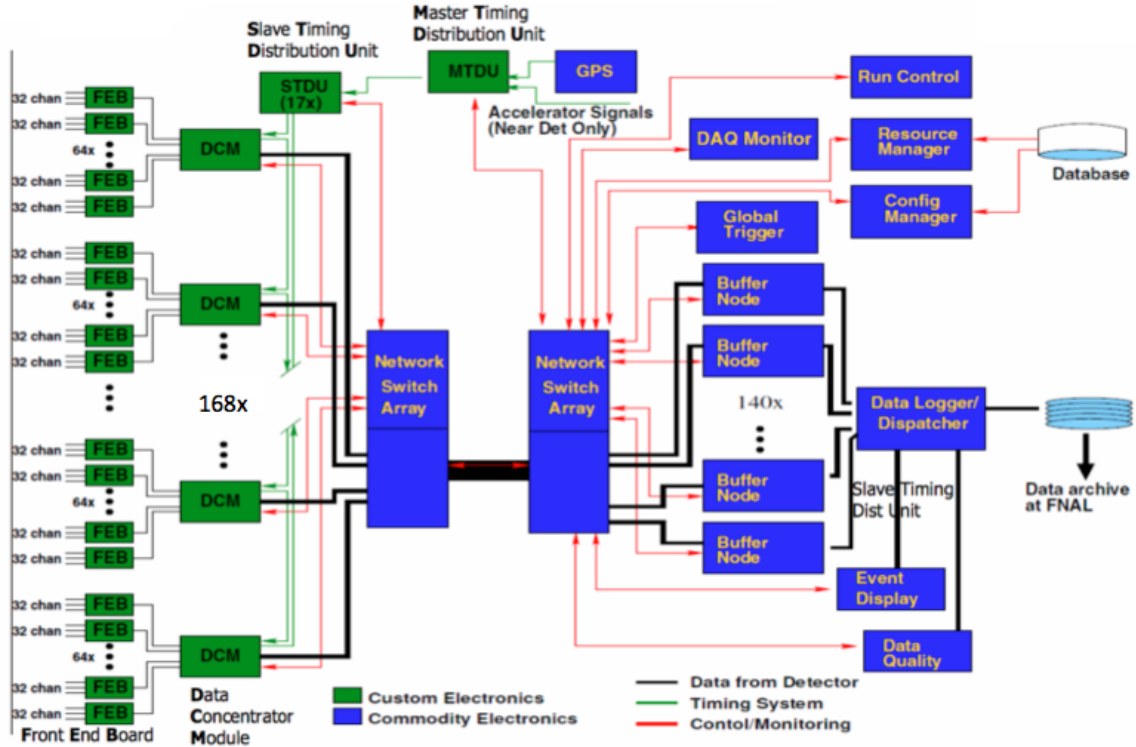 Slave Timing
Distribution Unit
Master Timing
Distribution Unit
STDU
(17x)
MTDU
GPS
Accelerator Signals
(Near Det Only)
Run Control
DAQ Monitor
Resource
Manager
Database
Config
Manager
Global
Trigger
32 chan
FEB
32 chan
FEB
64x
32 chan
FEB
32 chan
FEB
DCM
32 chan
FEB
32 chan
FEB
64x
32 chan
FEB
32 chan
FEB
DCM
168x
32 chan
FEB
32 chan
FEB
64x
32 chan
FEB
32 chan
FEB
DCM
32 chan
FEB
32 chan
FEB
64x
32 chan
FEB
32 chan
FEB
DCM
Network
Switch
Array
Network
Switch
Array
Buffer
Node
Buffer
Node
140x
Buffer
Node
Buffer
Node
Data Logger/
Dispatcher
Slave Timing
Dist Unit
Data archive
at FNAL
Event
Display
Data
Quality
Front End Board
Data
Concentrator
Module
Custom Electronics
Commodity Electronics
Data from Detector
Timing System
Contol/Monitoring